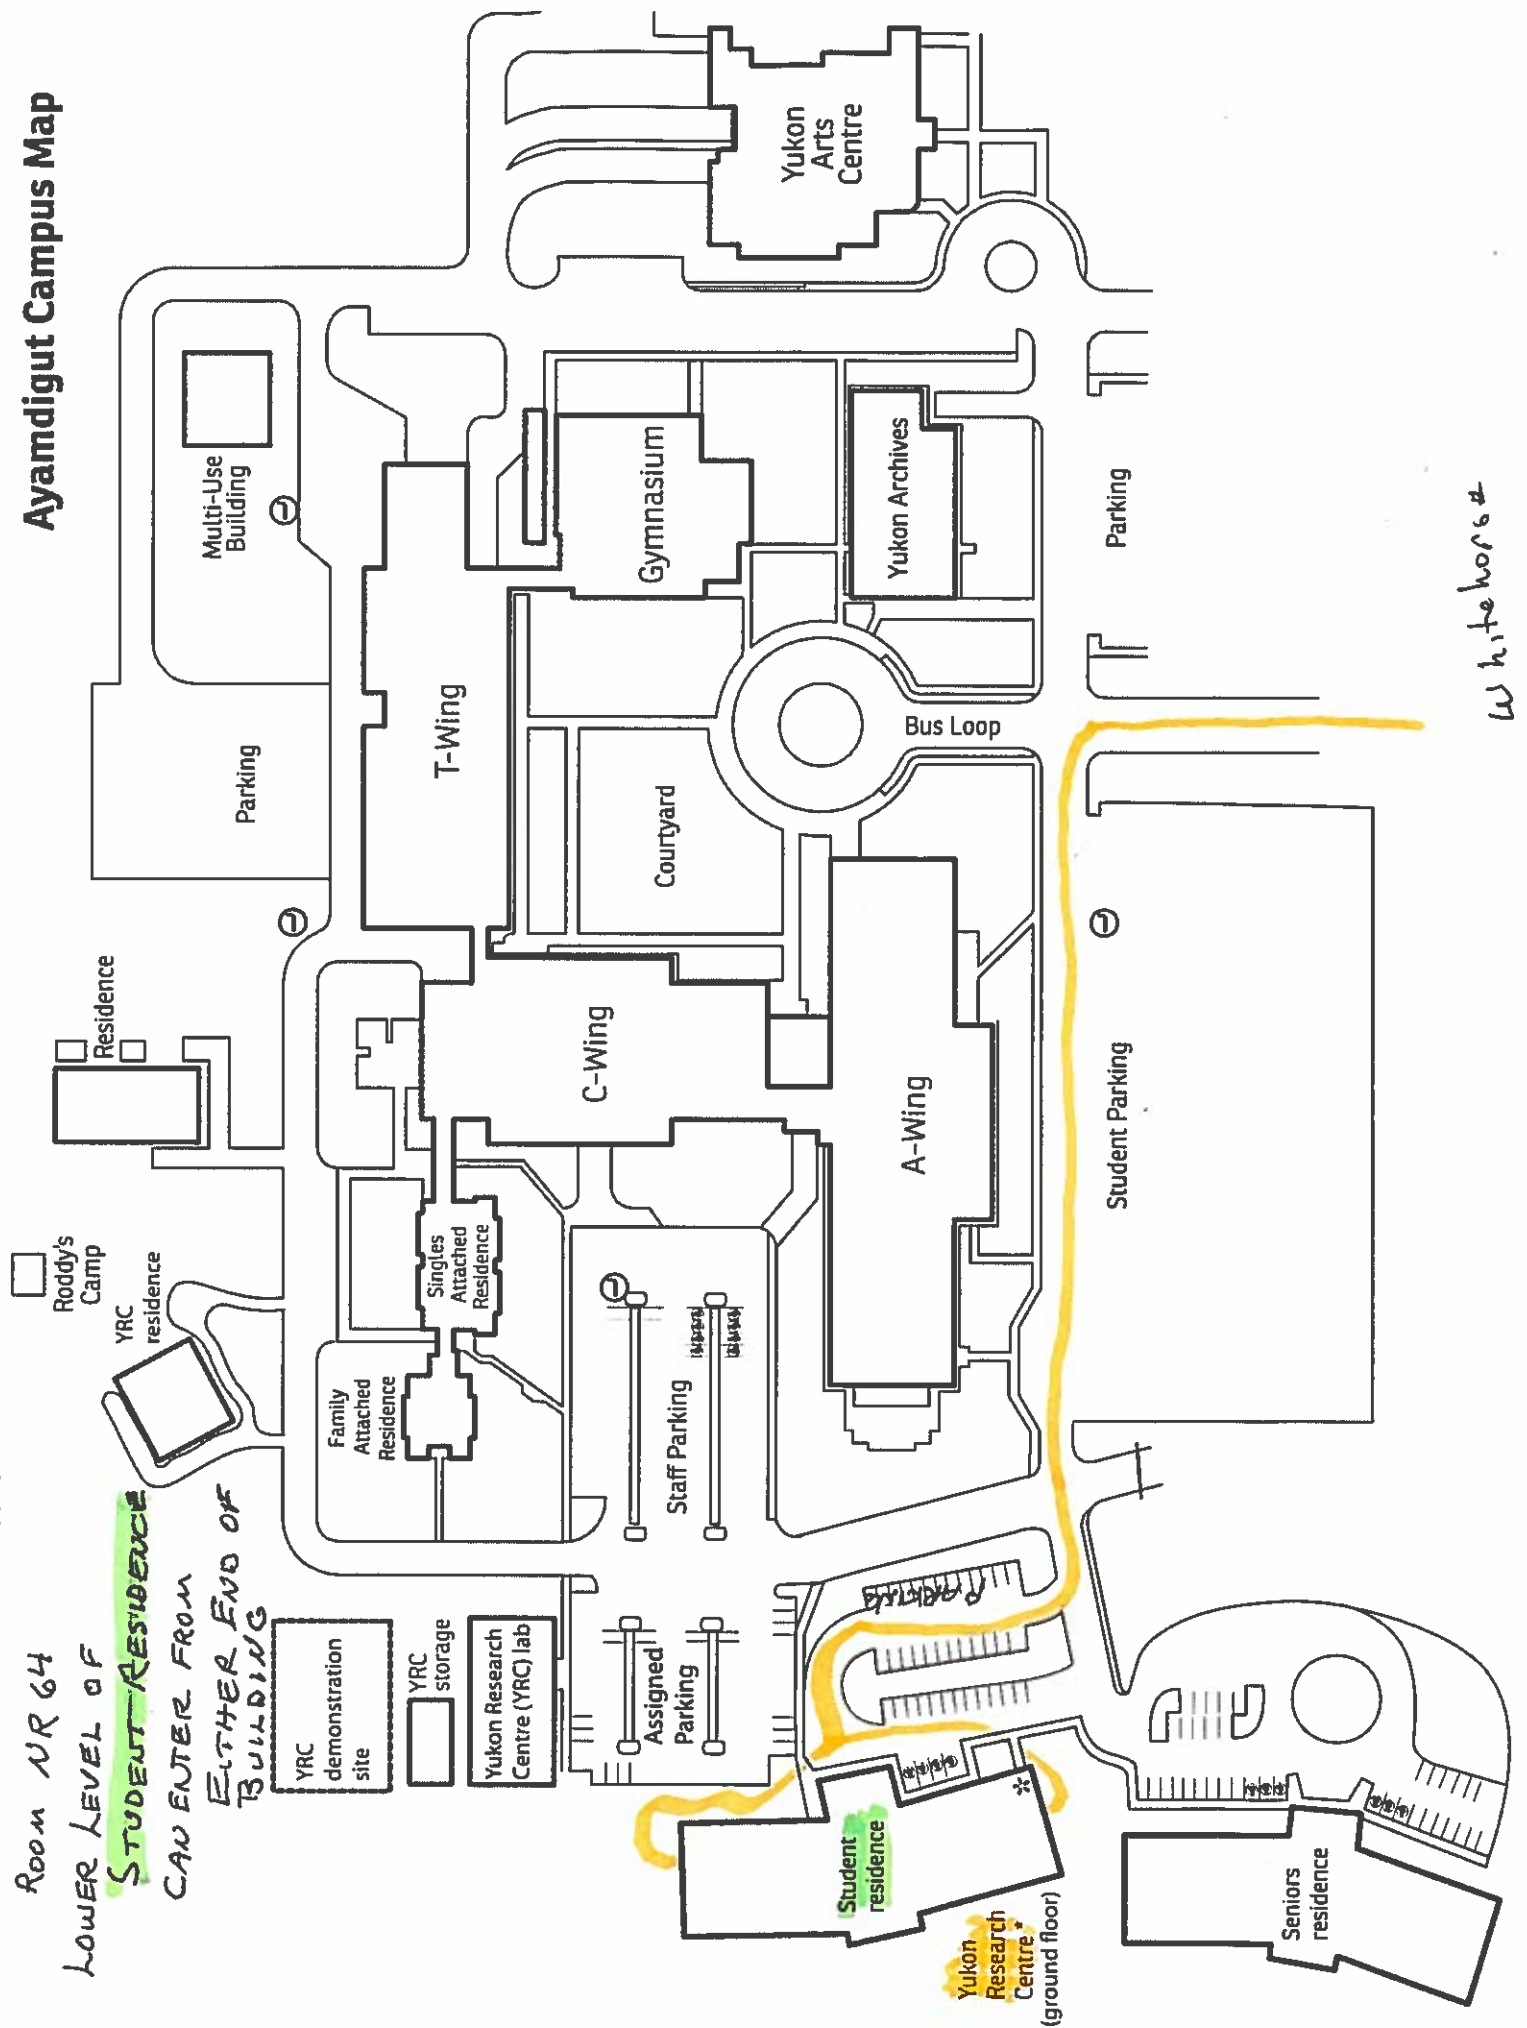 Ayamdigut Campus Map
Room NR 64
LOWER LEVEL OF
STUDENT RESIDENCE
CAN ENTER FROM
EITHER END OF
BUILDING
Roddy's
Camp
YRC
residence
Residence
Parking
Multi-Use
Building
YRC
demonstration
site
YRC
storage
Yukon Research
Centre (YRC) lab
Family
Attached
Residence
Singles
Attached
Residence
C-Wing
T-Wing
Gymnasium
Yukon
Arts
Centre
Assigned
Parking
Staff Parking
Courtyard
Bus Loop
Yukon Archives
A-Wing
PARKING
Student
residence
*
Yukon
Research
Centre*
(ground floor)
Student Parking
Parking
Seniors
residence
Whitehorse